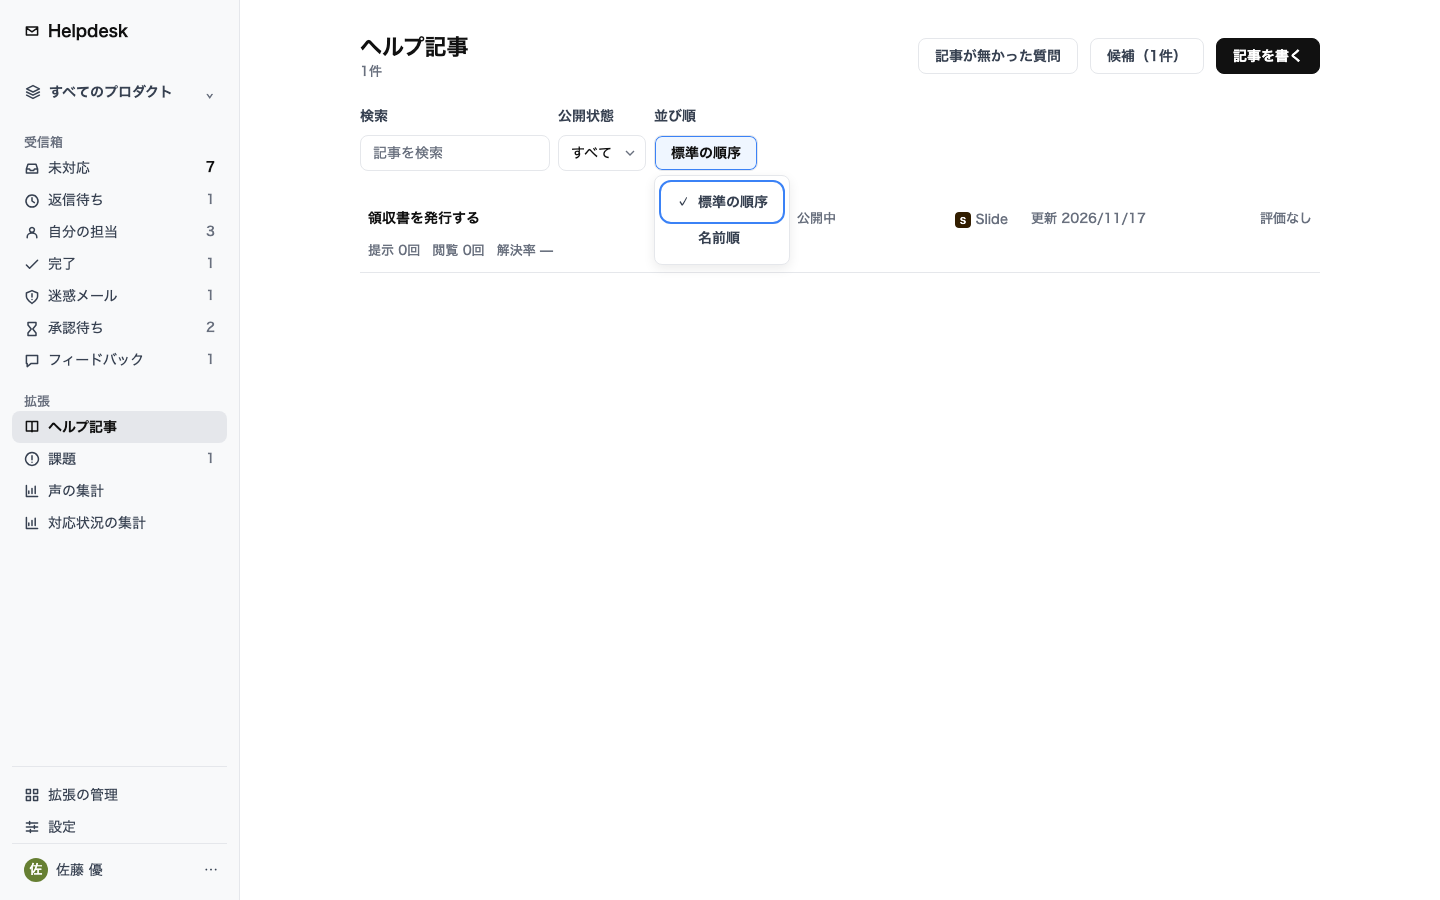 Helpdesk
すべてのプロダクト
受信箱
未対応 7
返信待ち 1
自分の担当 3
完了 1
迷惑メール 1
承認待ち 2
フィードバック 1
拡張
ヘルプ記事
課題 1
声の集計
対応状況の集計
拡張の管理
設定
佐 佐藤 優 …
ヘルプ記事
1件
記事が無かった質問 候補（1件） 記事を書く
検索 公開状態 並び順
記事を検索 すべて 標準の順序
✓ 標準の順序
名前順
領収書を発行する 公開中 S Slide 更新 2026/11/17 評価なし
提示 0回 閲覧 0回 解決率 —